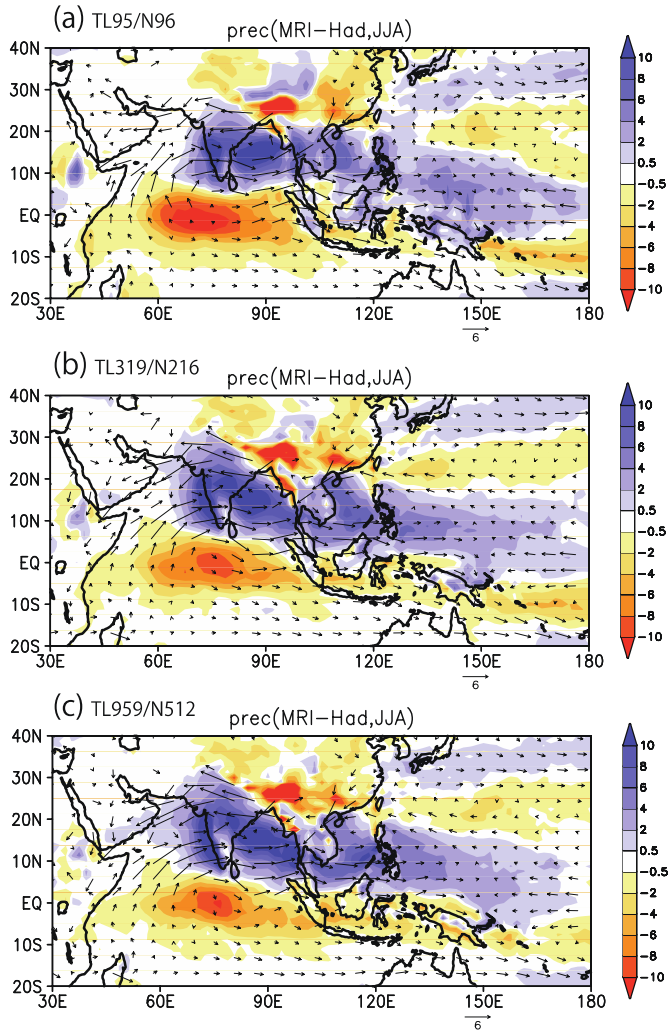 (a) TL95/N96
prec(MRI−Had,JJA)
40N
30N
20N
10N
EQ
10S
20S
30E 60E 90E 120E 150E 180
6
10
8
6
4
2
0.5
−0.5
−2
−4
−6
−8
−10
(b) TL319/N216
prec(MRI−Had,JJA)
40N
30N
20N
10N
EQ
10S
20S
30E 60E 90E 120E 150E 180
6
10
8
6
4
2
0.5
−0.5
−2
−4
−6
−8
−10
(c) TL959/N512
prec(MRI−Had,JJA)
40N
30N
20N
10N
EQ
10S
20S
30E 60E 90E 120E 150E 180
6
10
8
6
4
2
0.5
−0.5
−2
−4
−6
−8
−10